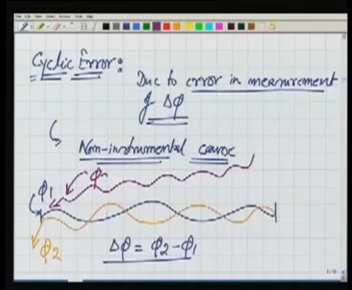 Cyclic Error:
Due to error in measurement
of Δφ
Non-instrumental cause
φ
φ1
φ2
Δφ = φ2-φ1